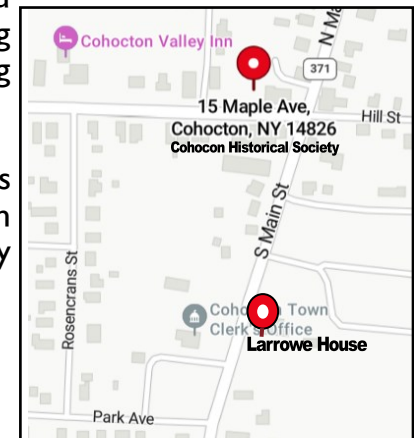 g
g
s
n
y
N Ma
Cohocton Valley Inn
371
15 Maple Ave,
Cohocton, NY 14826
Cohocon Historical Society
Hill St
S Main St
Rosencrans St
Clerk's Office
Town
Larrowe House
Park Ave